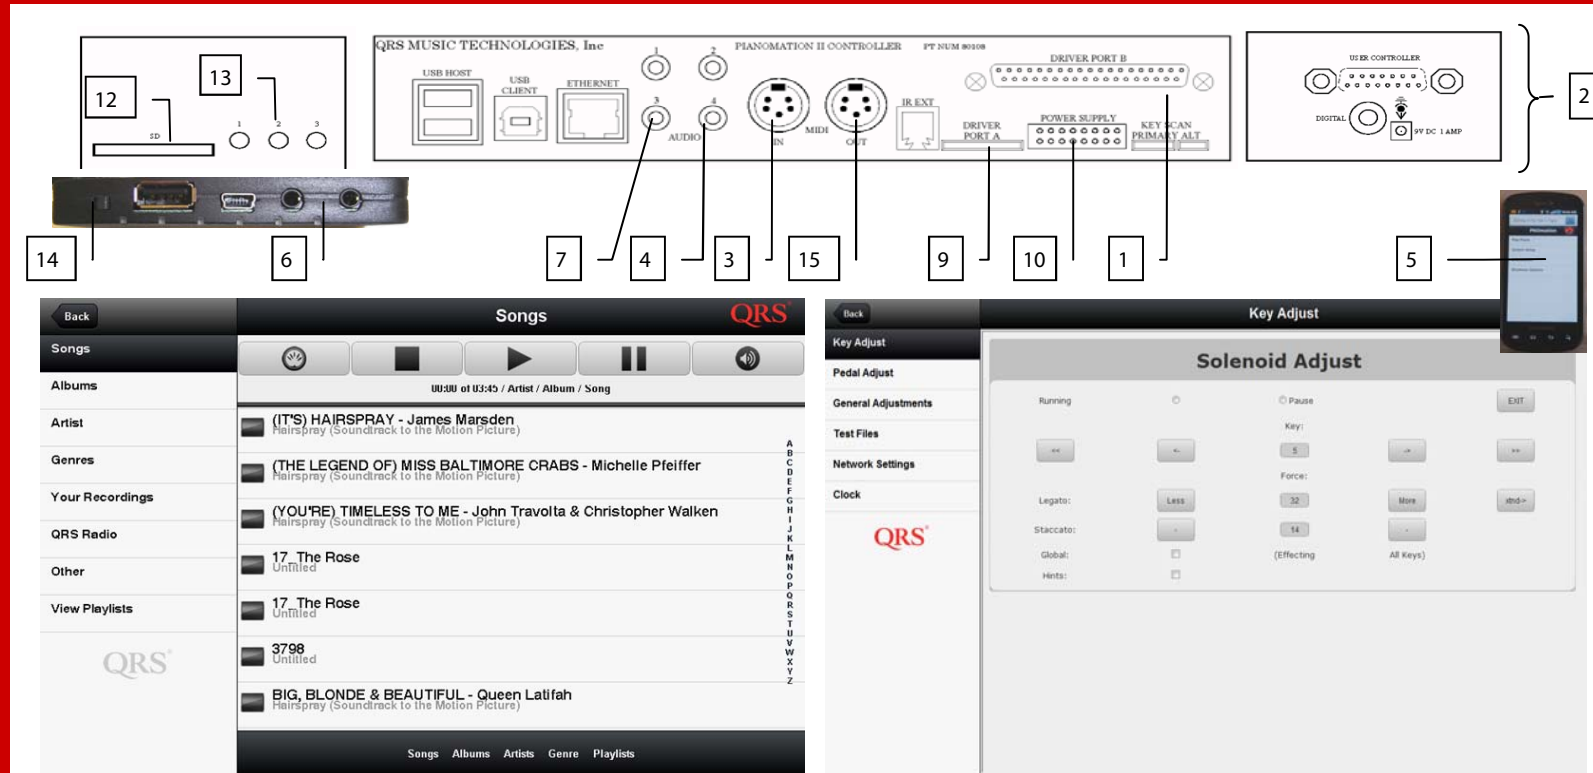 QRS MUSIC TECHNOLOGIES, Inc
PIANOMATION II CONTROLLER
PT NUM 80108
1
2
USB HOST
USB
CLIENT
ETHERNET
3
4
AUDIO
IN
MIDI
OUT
IR EXT
DRIVER PORT B
DRIVER
PORT A
POWER SUPPLY
KEY SCAN
PRIMARY ALT
USER CONTROLLER
DIGITAL
9V DC 1 AMP
2
12
13
SD
1
2
3
14
6
7
4
3
15
9
10
1
5
Back
Songs
QRS
Songs
Albums
Artist
Genres
Your Recordings
QRS Radio
Other
View Playlists
QRS
00:00 of 03:45 / Artist / Album / Song
(IT'S) HAIRSPRAY - James Marsden
Hairspray (Soundtrack to the Motion Picture)
(THE LEGEND OF) MISS BALTIMORE CRABS - Michelle Pfeiffer
Hairspray (Soundtrack to the Motion Picture)
(YOU'RE) TIMELESS TO ME - John Travolta & Christopher Walken
Hairspray (Soundtrack to the Motion Picture)
17_The Rose
Untitled
17_The Rose
Untitled
3798
Untitled
BIG, BLONDE & BEAUTIFUL - Queen Latifah
Hairspray (Soundtrack to the Motion Picture)
A
B
C
D
E
F
G
H
I
J
K
L
M
N
O
P
Q
R
S
T
U
V
W
X
Y
Z
Songs Albums Artists Genre Playlists
Back
Key Adjust
Key Adjust
Pedal Adjust
General Adjustments
Test Files
Network Settings
Clock
QRS
Solenoid Adjust
Running
Pause
EXIT
Key:
<< <- 5 -> >>
Force:
Legato: Less 32 More xtnd->
Staccato: - 14 -
Global: (Effecting All Keys)
Hints: